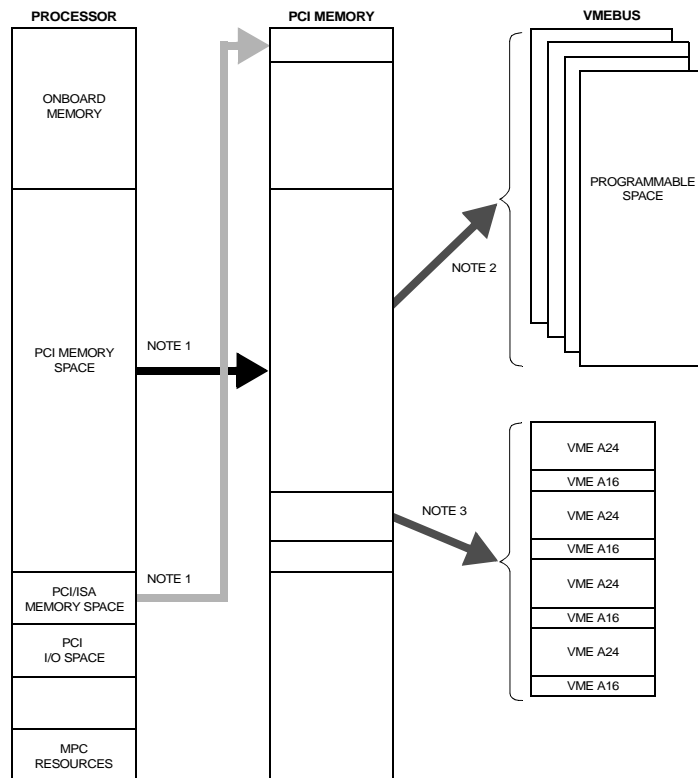 PROCESSOR
PCI MEMORY
VMEBUS
ONBOARD
MEMORY
PROGRAMMABLE
SPACE
NOTE 2
NOTE 1
PCI MEMORY
SPACE
VME A24
VME A16
NOTE 3
VME A24
VME A16
NOTE 1
PCI/ISA
MEMORY SPACE
VME A24
VME A16
PCI
I/O SPACE
VME A24
VME A16
MPC
RESOURCES